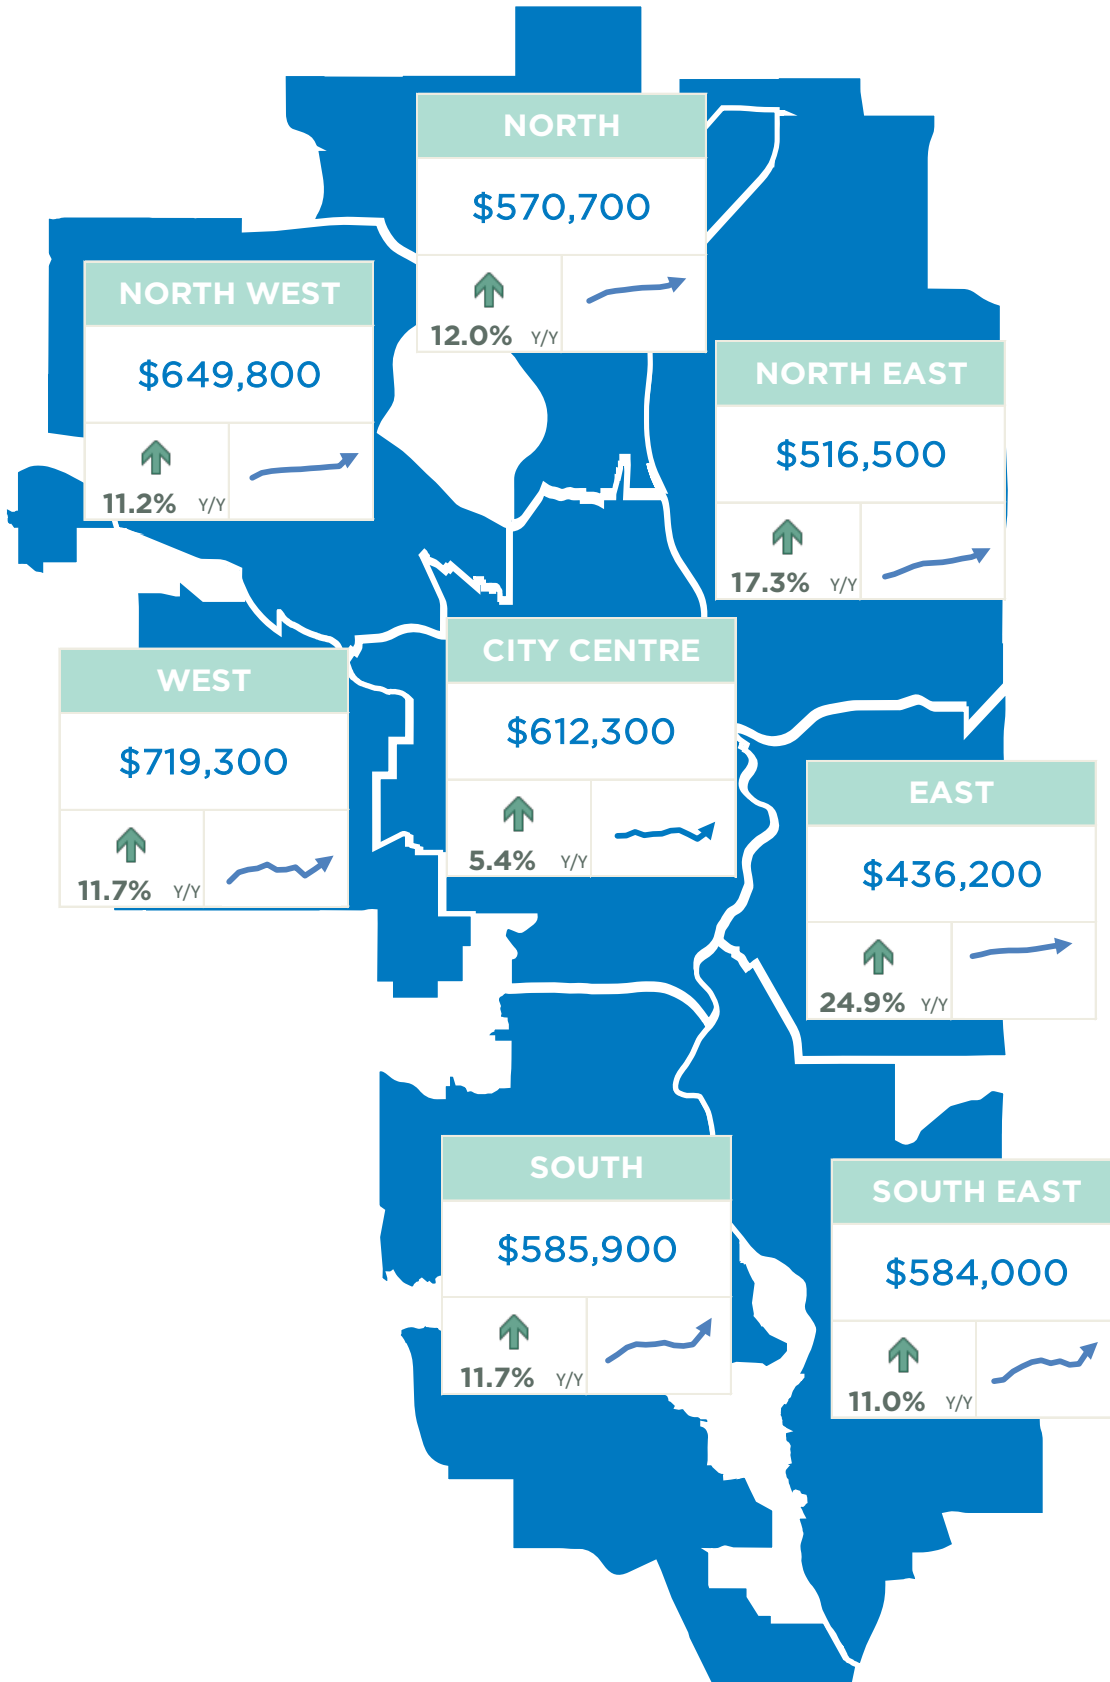 NORTH
$570,700
12.0% Y/Y
NORTH WEST
$649,800
11.2% Y/Y
NORTH EAST
$516,500
17.3% Y/Y
CITY CENTRE
$612,300
5.4% Y/Y
WEST
$719,300
11.7% Y/Y
EAST
$436,200
24.9% Y/Y
SOUTH
$585,900
11.7% Y/Y
SOUTH EAST
$584,000
11.0% Y/Y